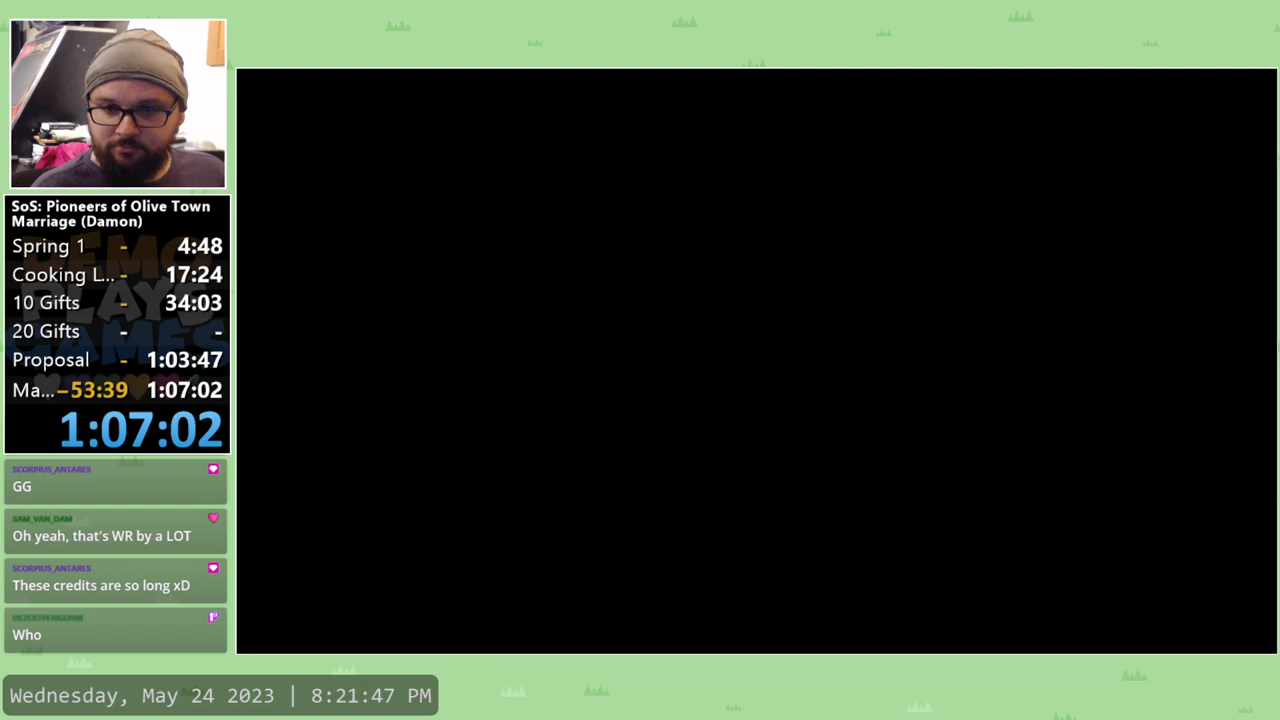 SoS: Pioneers of Olive Town
Marriage (Damon)
Spring 1 - 4:48
Cooking L... - 17:24
10 Gifts - 34:03
20 Gifts - -
Proposal - 1:03:47
Ma... −53:39 1:07:02
1:07:02
DEMO
PLAYS
GAMES
SCORPIUS_ANTARES
GG
SAM_VAN_DAM
Oh yeah, that's WR by a LOT
SCORPIUS_ANTARES
These credits are so long xD
Who
Wednesday, May 24 2023 | 8:21:47 PM